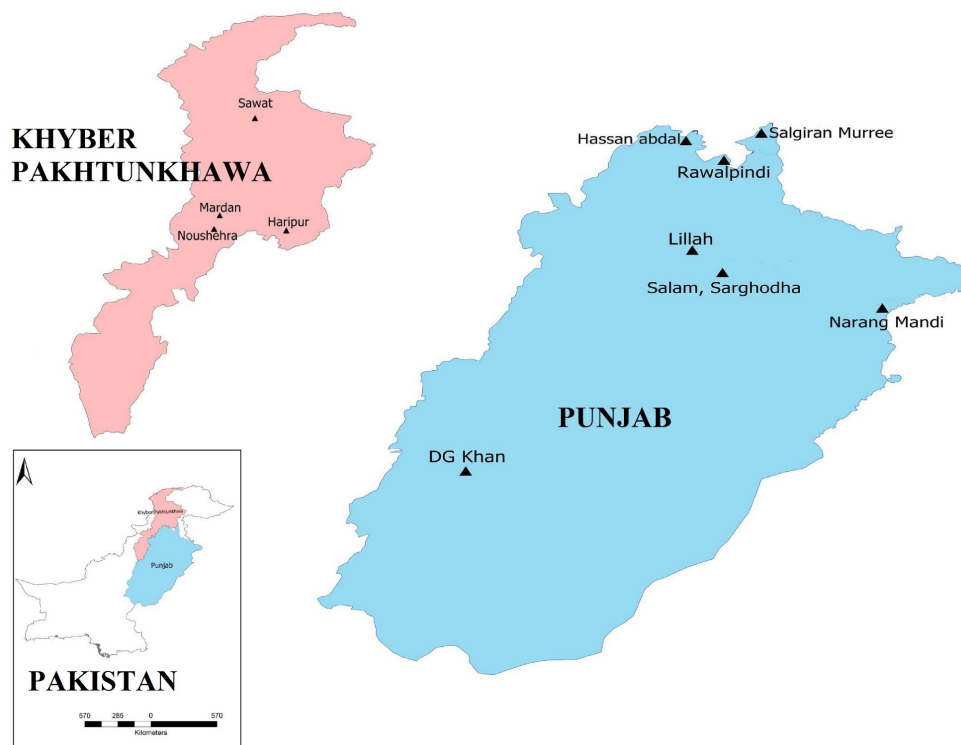 KHYBER
PAKHTUNKHAWA
Sawat
Mardan
Noushehra
Haripur
Hassan abdal
Salgiran Murree
Rawalpindi
Lillah
Salam, Sarghodha
Narang Mandi
PUNJAB
DG Khan
Punjab
PAKISTAN
570 285 0 570
Kilometers